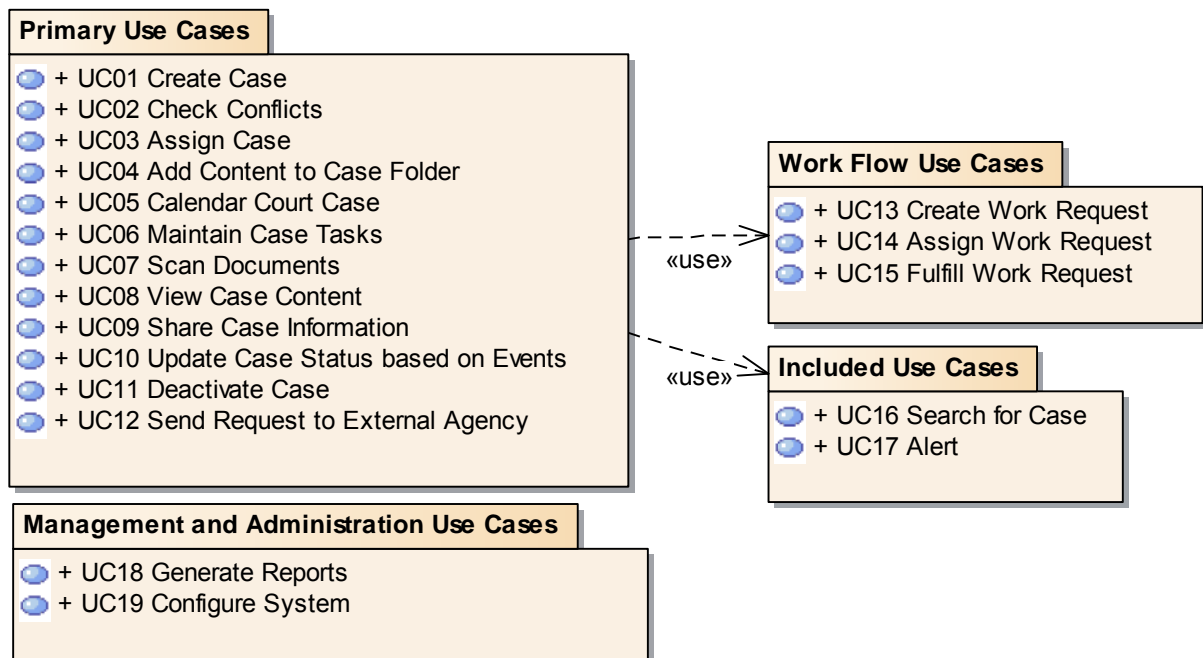 Primary Use Cases
+ UC01 Create Case
+ UC02 Check Conflicts
+ UC03 Assign Case
+ UC04 Add Content to Case Folder
+ UC05 Calendar Court Case
+ UC06 Maintain Case Tasks
+ UC07 Scan Documents
+ UC08 View Case Content
+ UC09 Share Case Information
+ UC10 Update Case Status based on Events
+ UC11 Deactivate Case
+ UC12 Send Request to External Agency
«use»
«use»
Work Flow Use Cases
+ UC13 Create Work Request
+ UC14 Assign Work Request
+ UC15 Fulfill Work Request
Included Use Cases
+ UC16 Search for Case
+ UC17 Alert
Management and Administration Use Cases
+ UC18 Generate Reports
+ UC19 Configure System